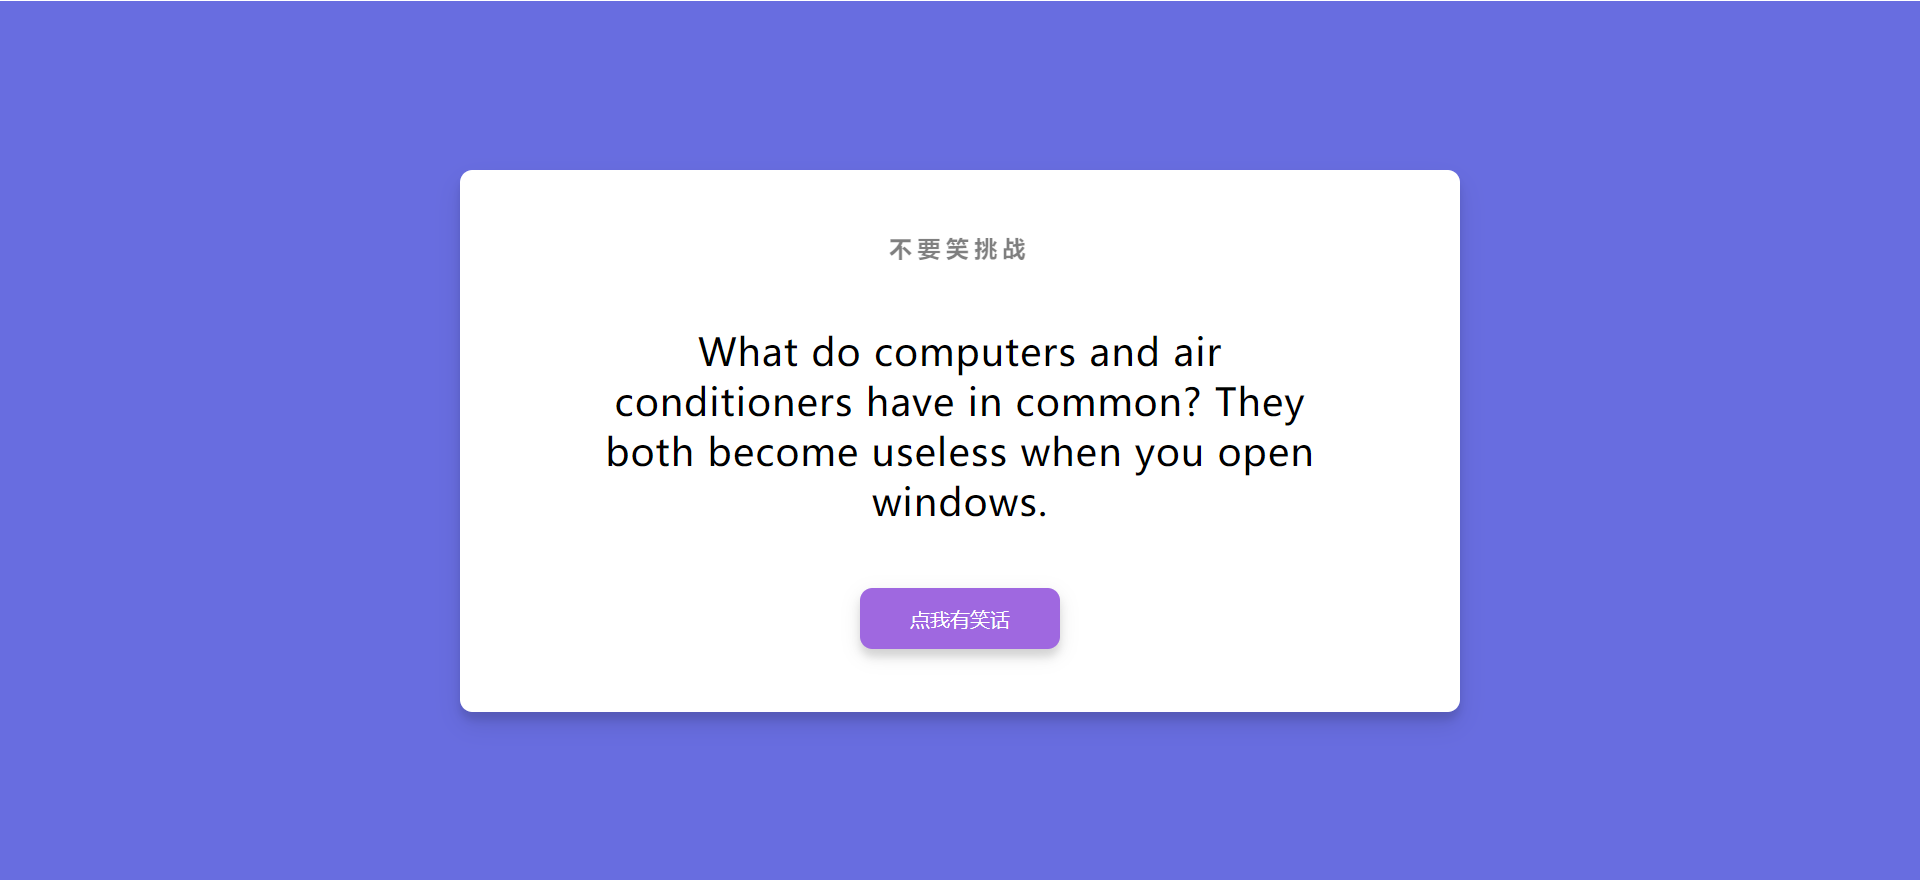 不要笑挑战
What do computers and air
conditioners have in common? They
both become useless when you open
windows.
点我有笑话